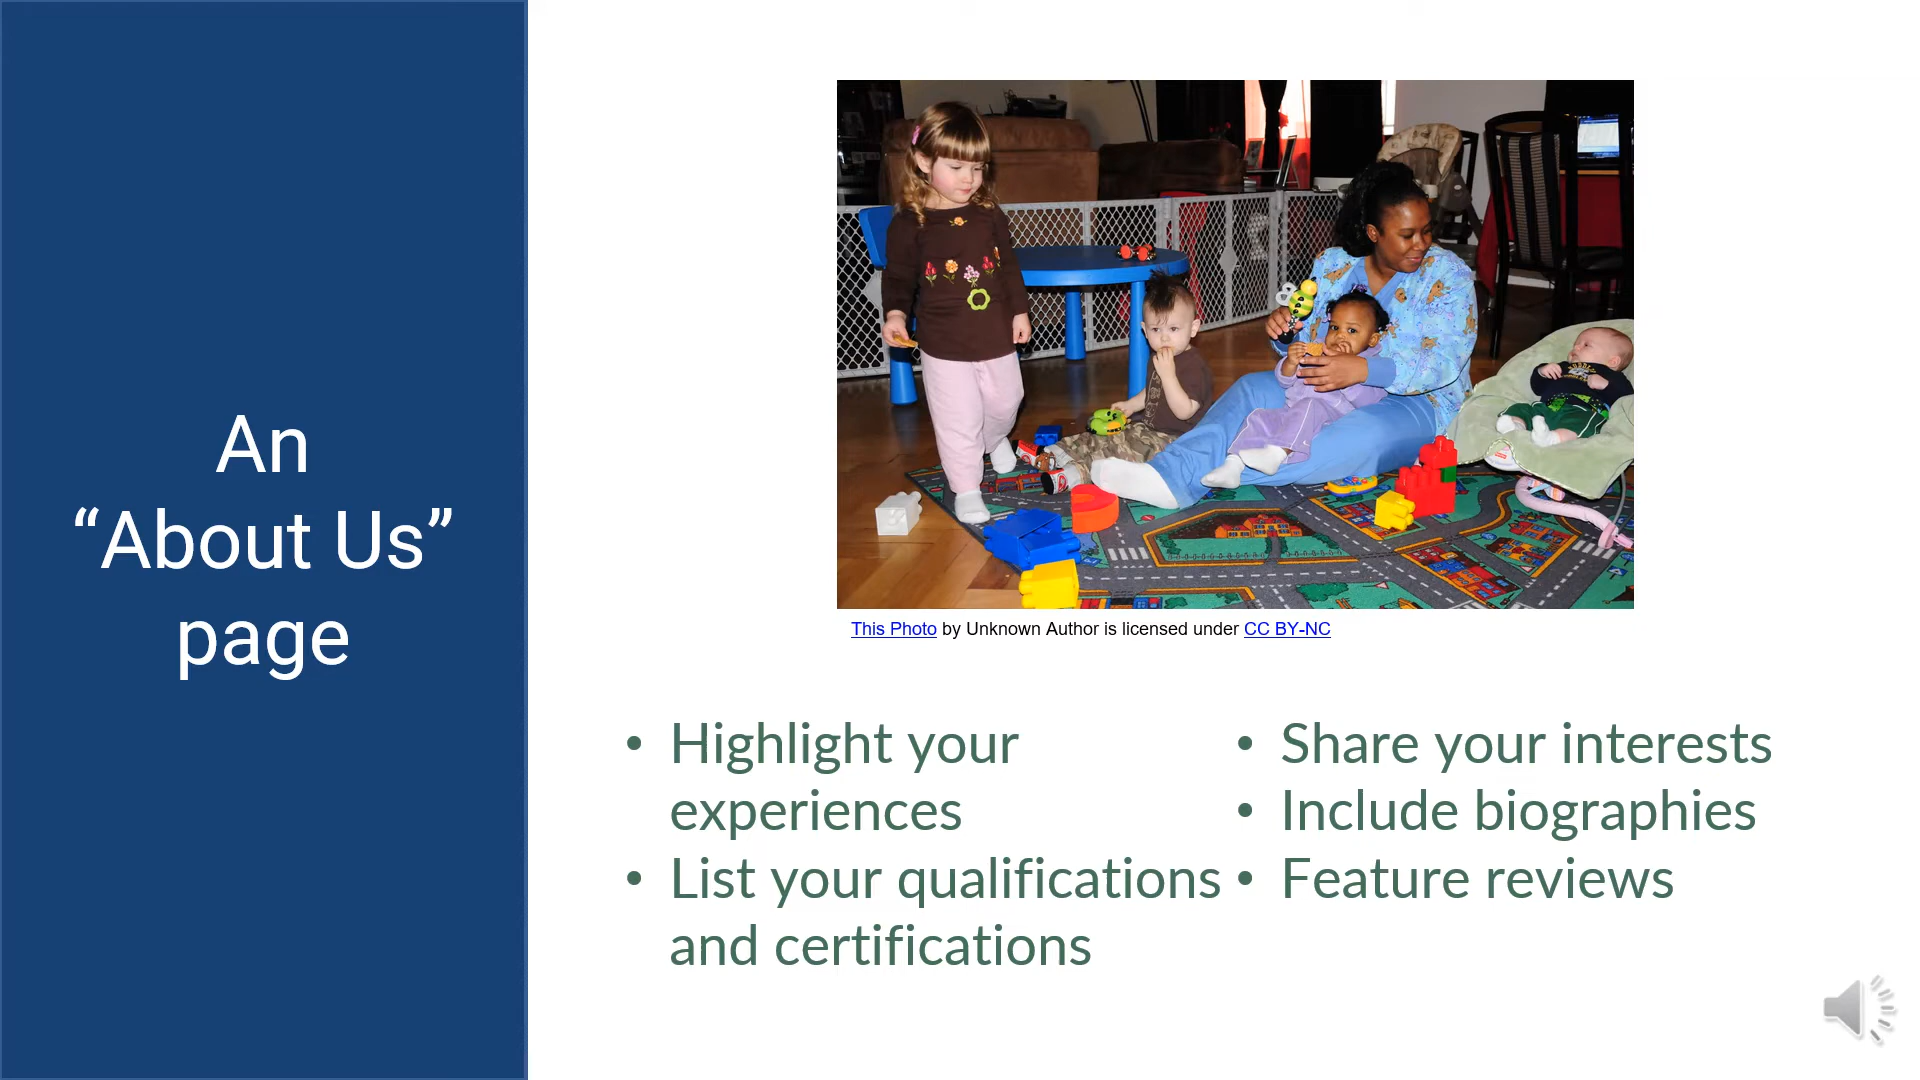 An
“About Us”
page
This Photo by Unknown Author is licensed under CC BY-NC
• Highlight your
experiences
• List your qualifications
and certifications
• Share your interests
• Include biographies
• Feature reviews